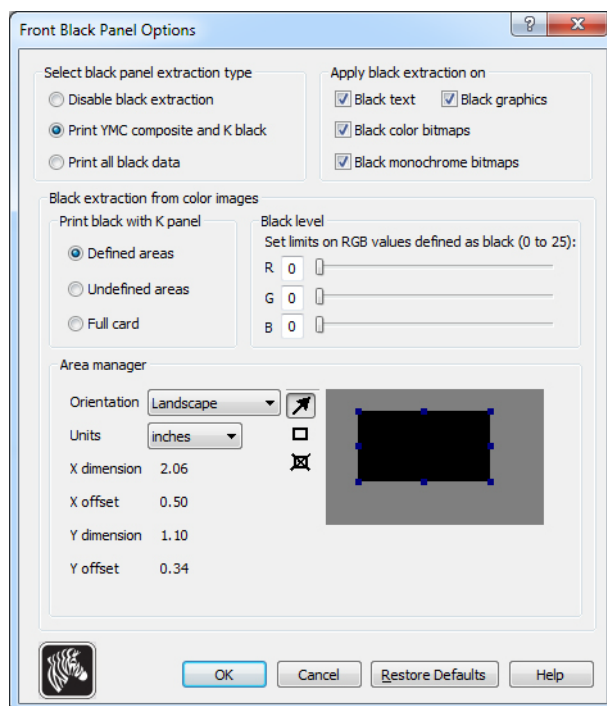 Front Black Panel Options
Select black panel extraction type
Disable black extraction
Print YMC composite and K black
Print all black data
Apply black extraction on
Black text
Black graphics
Black color bitmaps
Black monochrome bitmaps
Black extraction from color images
Print black with K panel
Defined areas
Undefined areas
Full card
Black level
Set limits on RGB values defined as black (0 to 25):
R 0
G 0
B 0
Area manager
Orientation Landscape
Units inches
X dimension 2.06
X offset 0.50
Y dimension 1.10
Y offset 0.34
OK
Cancel
Restore Defaults
Help